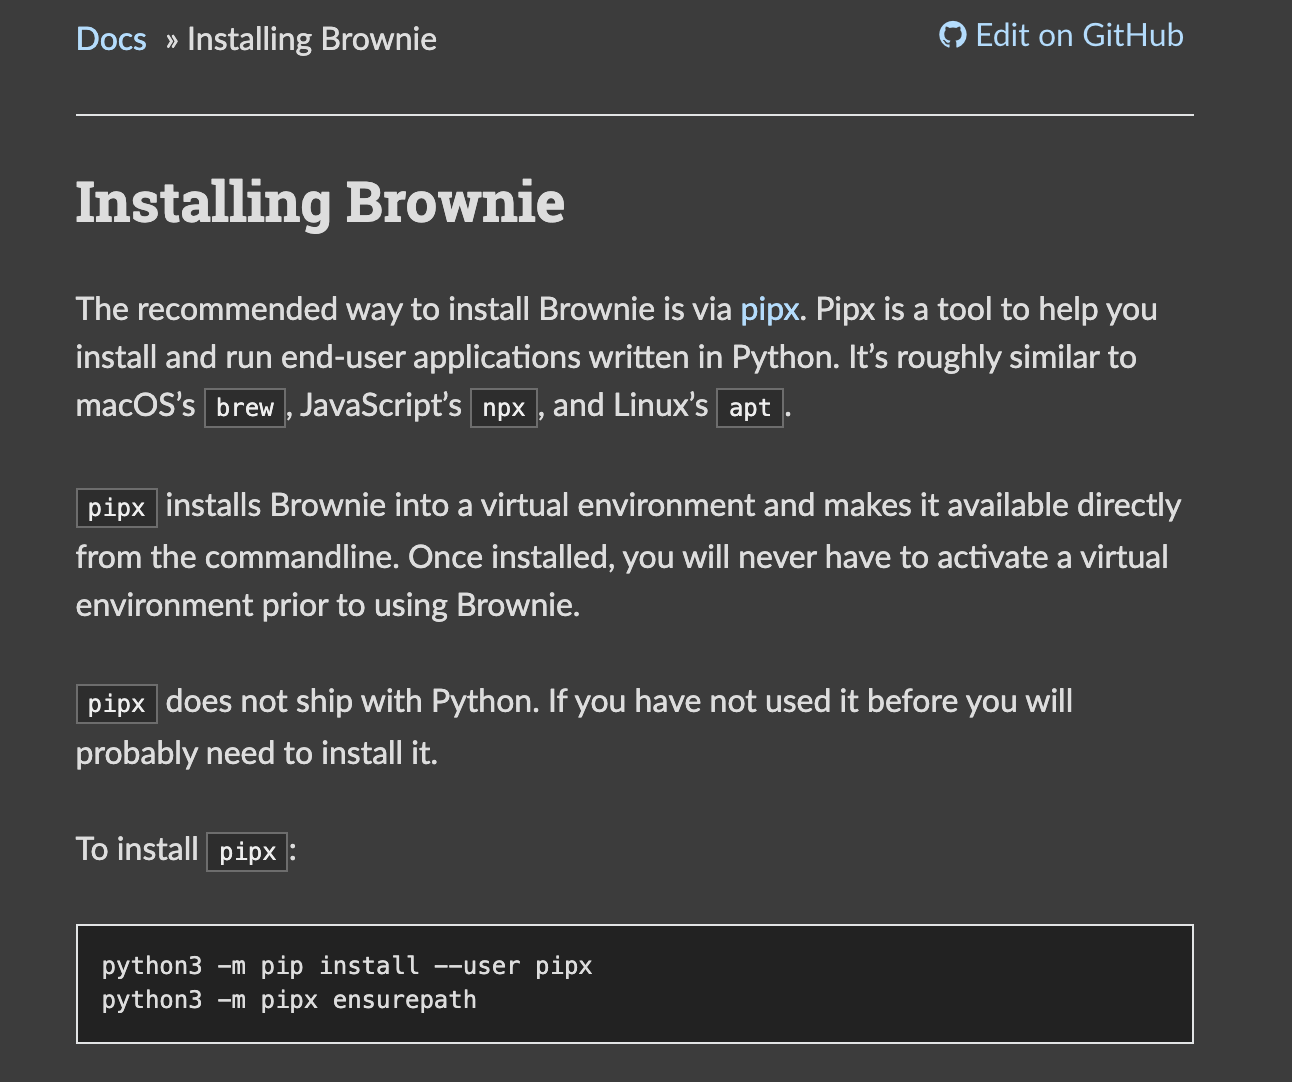 Docs » Installing Brownie
Edit on GitHub
Installing Brownie
The recommended way to install Brownie is via pipx. Pipx is a tool to help you
install and run end-user applications written in Python. It’s roughly similar to
macOS’s brew, JavaScript’s npx, and Linux’s apt.
pipx installs Brownie into a virtual environment and makes it available directly
from the commandline. Once installed, you will never have to activate a virtual
environment prior to using Brownie.
pipx does not ship with Python. If you have not used it before you will
probably need to install it.
To install pipx:
python3 -m pip install --user pipx
python3 -m pipx ensurepath